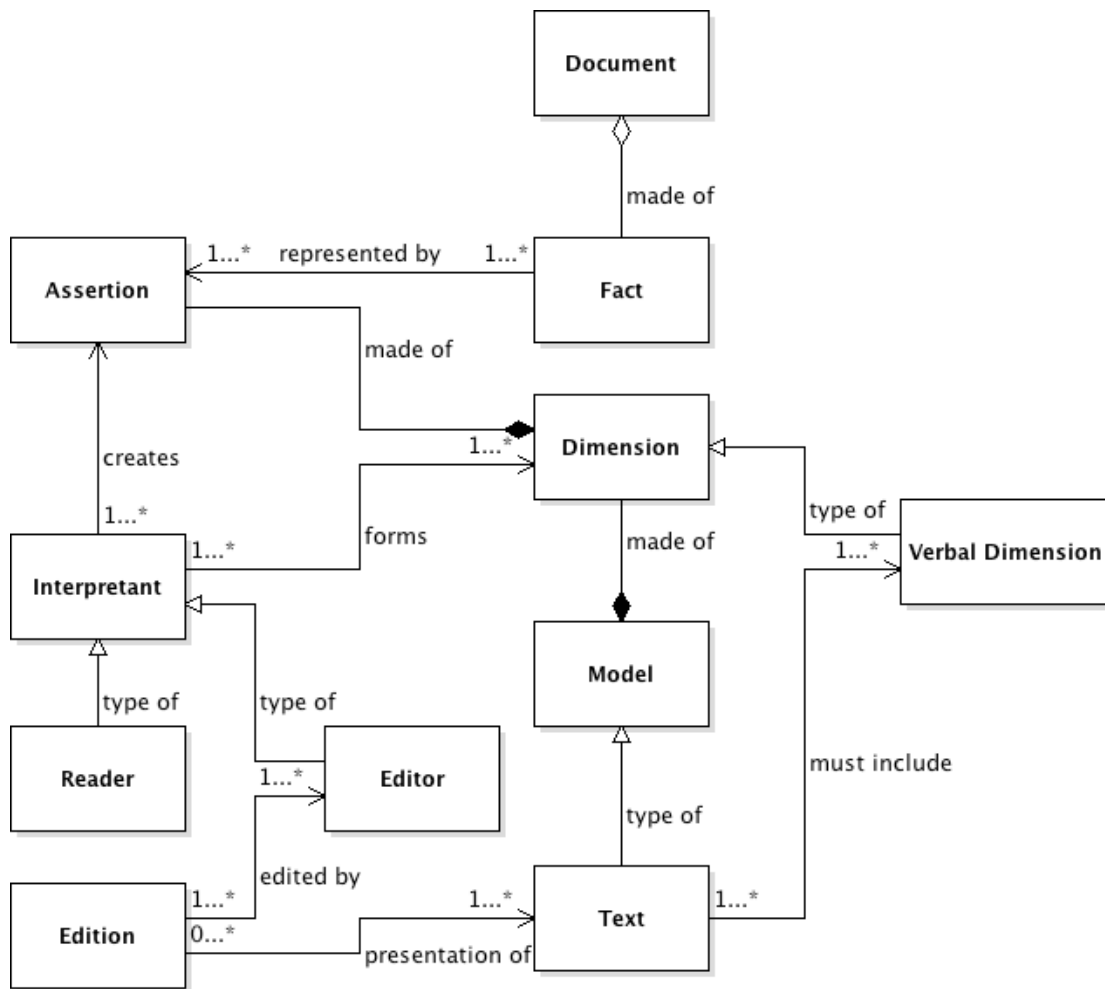 Document
made of
1...*
represented by
1...*
Assertion
Fact
made of
1...*
Dimension
creates
type of
1...*
1...*
forms
made of
1...*
Verbal Dimension
Interpretant
Model
type of
type of
1...*
Reader
Editor
must include
type of
edited by
1...*
0...*
1...*
1...*
Edition
presentation of
Text